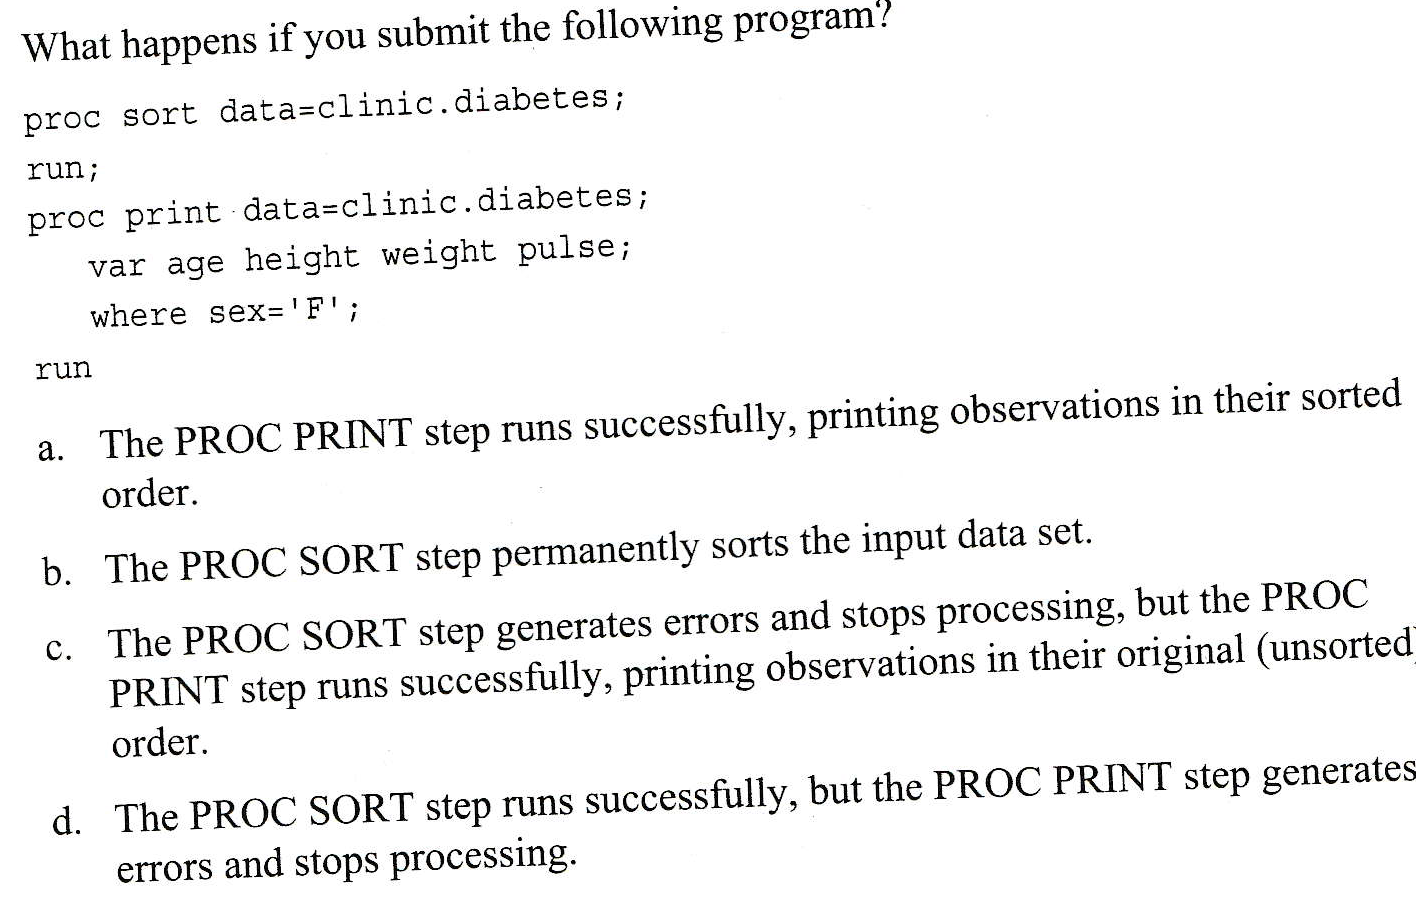 What happens if you submit the following program?
proc sort data=clinic.diabetes;
run;
proc print data=clinic.diabetes;
var age height weight pulse;
where sex='F';
run
a. The PROC PRINT step runs successfully, printing observations in their sorted
order.
b. The PROC SORT step permanently sorts the input data set.
c. The PROC SORT step generates errors and stops processing, but the PROC
PRINT step runs successfully, printing observations in their original (unsorted)
order.
d. The PROC SORT step runs successfully, but the PROC PRINT step generates
errors and stops processing.